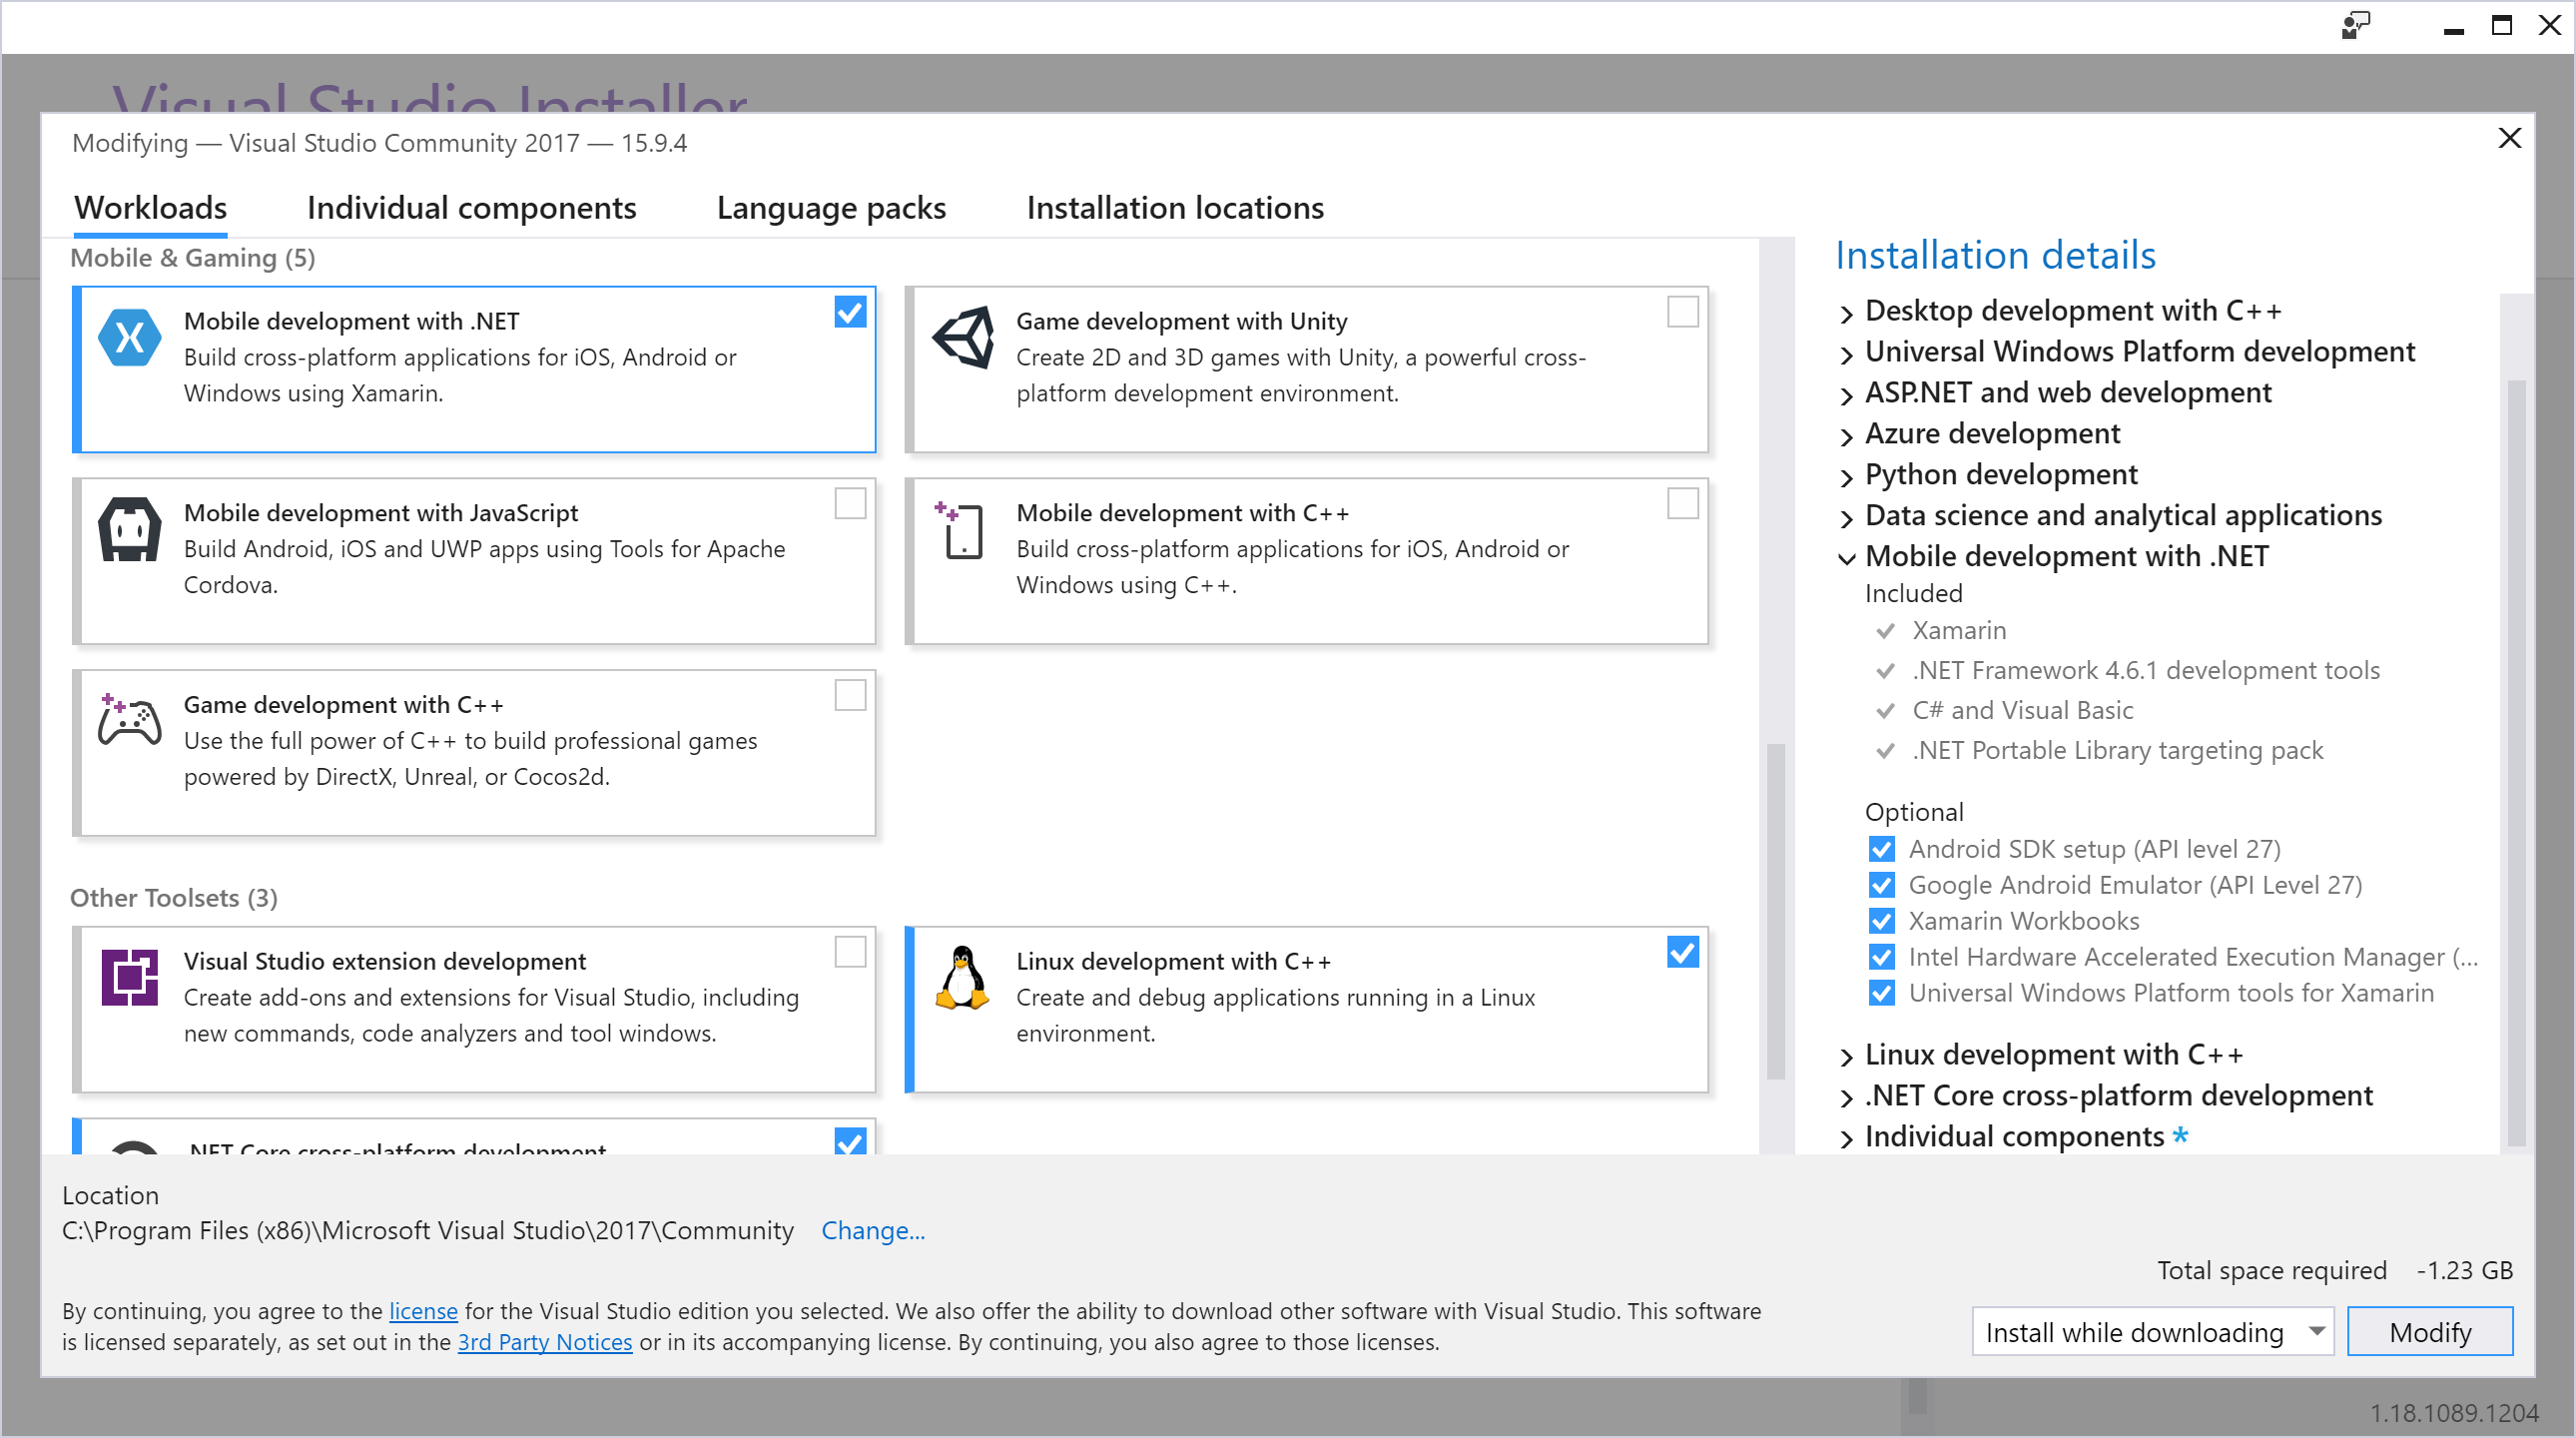 Visual Studio Installer
Modifying — Visual Studio Community 2017 — 15.9.4
Workloads
Individual components
Language packs
Installation locations
Mobile & Gaming (5)
Mobile development with .NET
Build cross-platform applications for iOS, Android or
Windows using Xamarin.
Game development with Unity
Create 2D and 3D games with Unity, a powerful cross-
platform development environment.
Mobile development with JavaScript
Build Android, iOS and UWP apps using Tools for Apache
Cordova.
Mobile development with C++
Build cross-platform applications for iOS, Android or
Windows using C++.
Game development with C++
Use the full power of C++ to build professional games
powered by DirectX, Unreal, or Cocos2d.
Other Toolsets (3)
Visual Studio extension development
Create add-ons and extensions for Visual Studio, including
new commands, code analyzers and tool windows.
Linux development with C++
Create and debug applications running in a Linux
environment.
.NET Core cross-platform development
Installation details
Desktop development with C++
Universal Windows Platform development
ASP.NET and web development
Azure development
Python development
Data science and analytical applications
Mobile development with .NET
Included
Xamarin
.NET Framework 4.6.1 development tools
C# and Visual Basic
.NET Portable Library targeting pack
Optional
Android SDK setup (API level 27)
Google Android Emulator (API Level 27)
Xamarin Workbooks
Intel Hardware Accelerated Execution Manager (...
Universal Windows Platform tools for Xamarin
Linux development with C++
.NET Core cross-platform development
Individual components *
Location
C:\Program Files (x86)\Microsoft Visual Studio\2017\Community Change...
Total space required -1.23 GB
By continuing, you agree to the license for the Visual Studio edition you selected. We also offer the ability to download other software with Visual Studio. This software
is licensed separately, as set out in the 3rd Party Notices or in its accompanying license. By continuing, you also agree to those licenses.
Install while downloading
Modify
1.18.1089.1204